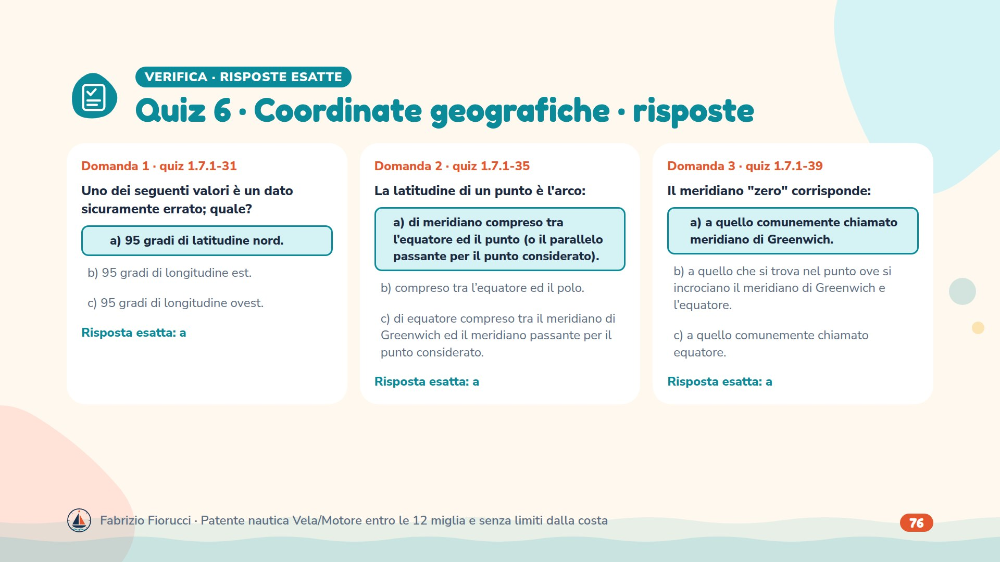 VERIFICA · RISPOSTE ESATTE
Quiz 6 · Coordinate geografiche · risposte
Domanda 1 · quiz 1.7.1-31
Uno dei seguenti valori è un dato
sicuramente errato; quale?
a) 95 gradi di latitudine nord.
b) 95 gradi di longitudine est.
c) 95 gradi di longitudine ovest.
Risposta esatta: a
Domanda 2 · quiz 1.7.1-35
La latitudine di un punto è l'arco:
a) di meridiano compreso tra
l’equatore ed il punto (o il parallelo
passante per il punto considerato).
b) compreso tra l’equatore ed il polo.
c) di equatore compreso tra il meridiano di
Greenwich ed il meridiano passante per il
punto considerato.
Risposta esatta: a
Domanda 3 · quiz 1.7.1-39
Il meridiano "zero" corrisponde:
a) a quello comunemente chiamato
meridiano di Greenwich.
b) a quello che si trova nel punto ove si
incrociano il meridiano di Greenwich e
l’equatore.
c) a quello comunemente chiamato
equatore.
Risposta esatta: a
Fabrizio Fiorucci · Patente nautica Vela/Motore entro le 12 miglia e senza limiti dalla costa
76